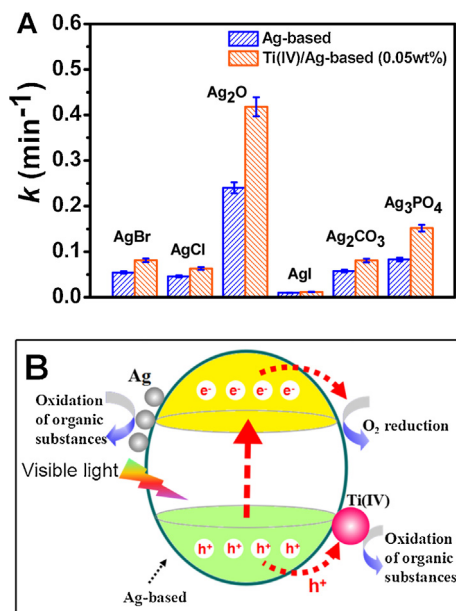 A
Ag-based
Ti(IV)/Ag-based (0.05wt%)
k (min⁻¹)
0.6
0.5
0.4
0.3
0.2
0.1
0.0
AgBr
AgCl
Ag₂O
AgI
Ag₂CO₃
Ag₃PO₄
B
Ag
Oxidation
of organic
substances
Visible light
e⁻ e⁻ e⁻ e⁻
O₂ reduction
Ti(IV)
h⁺ h⁺ h⁺ h⁺
h⁺
Oxidation
of organic
substances
Ag-based